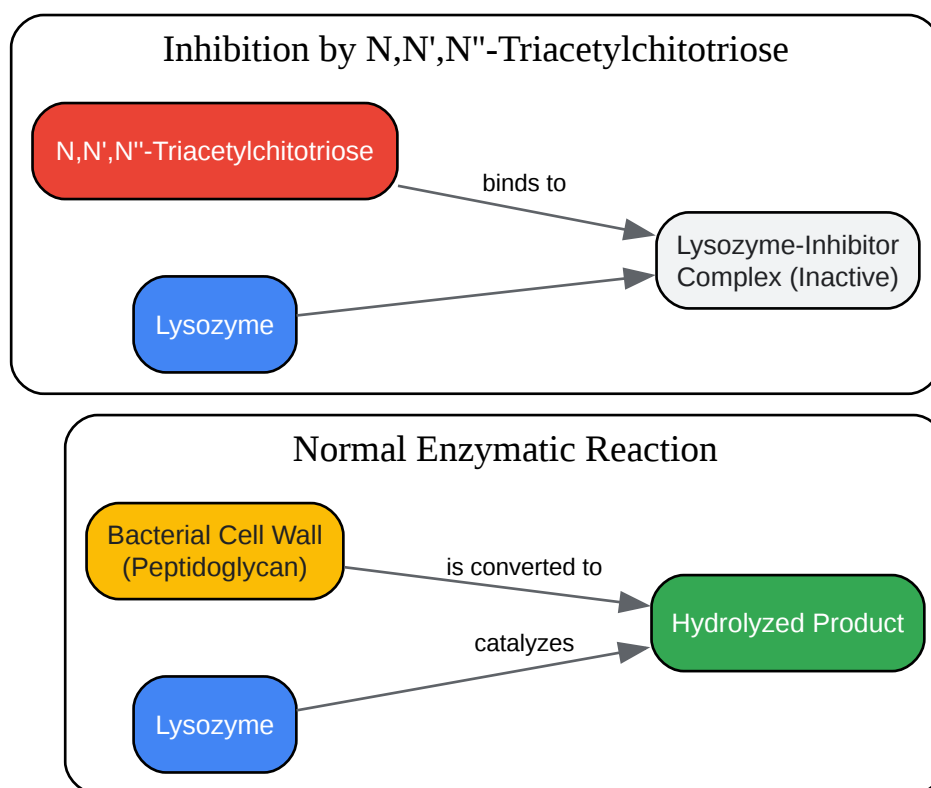 Inhibition by N,N',N''-Triacetylchitotriose
N,N',N''-Triacetylchitotriose
binds to
Lysozyme-Inhibitor
Complex (Inactive)
Lysozyme
Normal Enzymatic Reaction
Bacterial Cell Wall
(Peptidoglycan)
is converted to
Hydrolyzed Product
catalyzes
Lysozyme